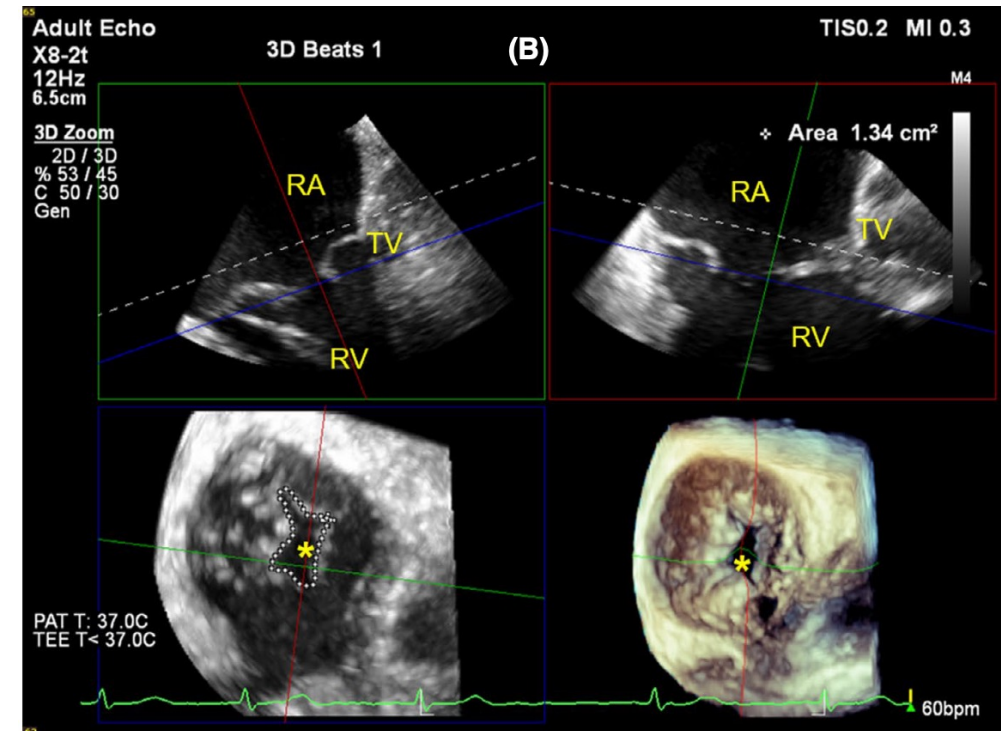 65
Adult Echo
X8-2t
12Hz
6.5cm
3D Beats 1
(B)
TIS0.2 MI 0.3
M4
3D Zoom
2D / 3D
% 53 / 45
C 50 / 30
Gen
RA
TV
RV
Area 1.34 cm²
RA
TV
RV
*
*
PAT T: 37.0C
TEE T< 37.0C
60bpm